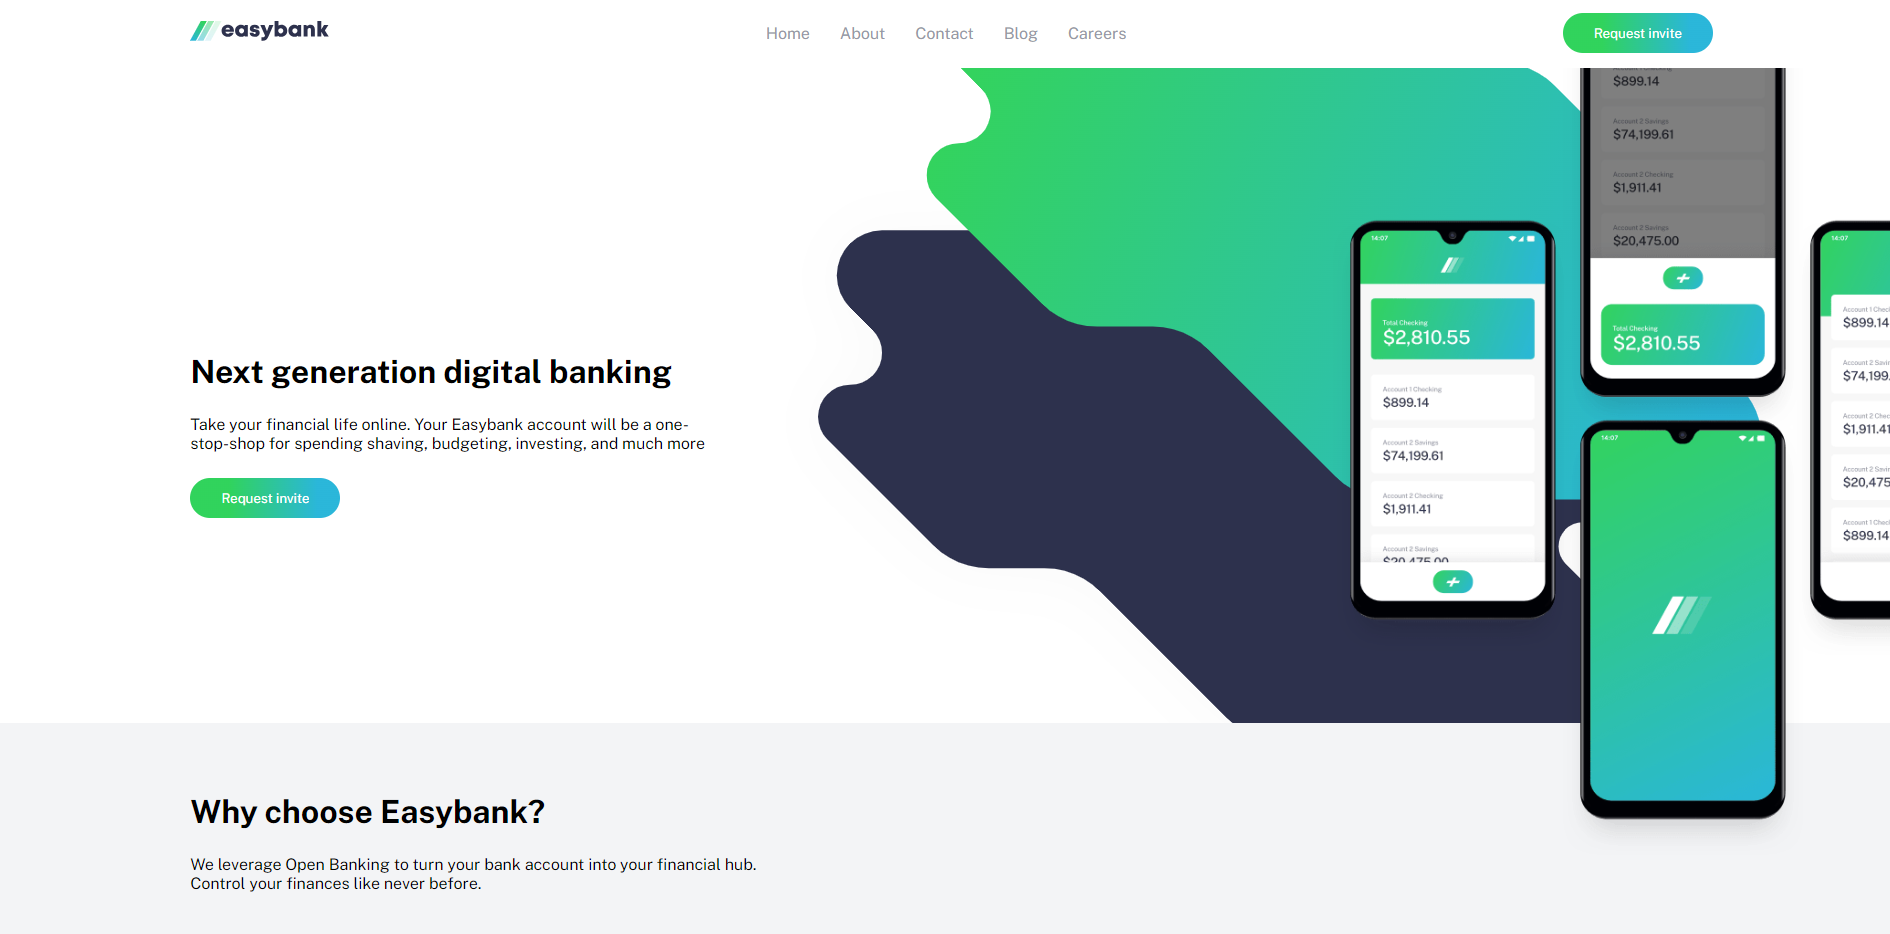 easybank
Home About Contact Blog Careers
Request invite
Next generation digital banking
Take your financial life online. Your Easybank account will be a one-
stop-shop for spending shaving, budgeting, investing, and much more
Request invite
14:07
Total Checking
$2,810.55
Account 1 Checking
$899.14
Account 2 Savings
$74,199.61
Account 2 Checking
$1,911.41
Account 2 Savings
$20,475.00
$899.14
Account 2 Savings
$74,199.61
Account 2 Checking
$1,911.41
Account 2 Savings
$20,475.00
Total Checking
$2,810.55
14:07
14:07
Account 1 Chec
$899.14
Account 2 Savin
$74,199.
Account 2 Chec
$1,911.41
Account 2 Savin
$20,475
Account 1 Chec
$899.14
Why choose Easybank?
We leverage Open Banking to turn your bank account into your financial hub.
Control your finances like never before.